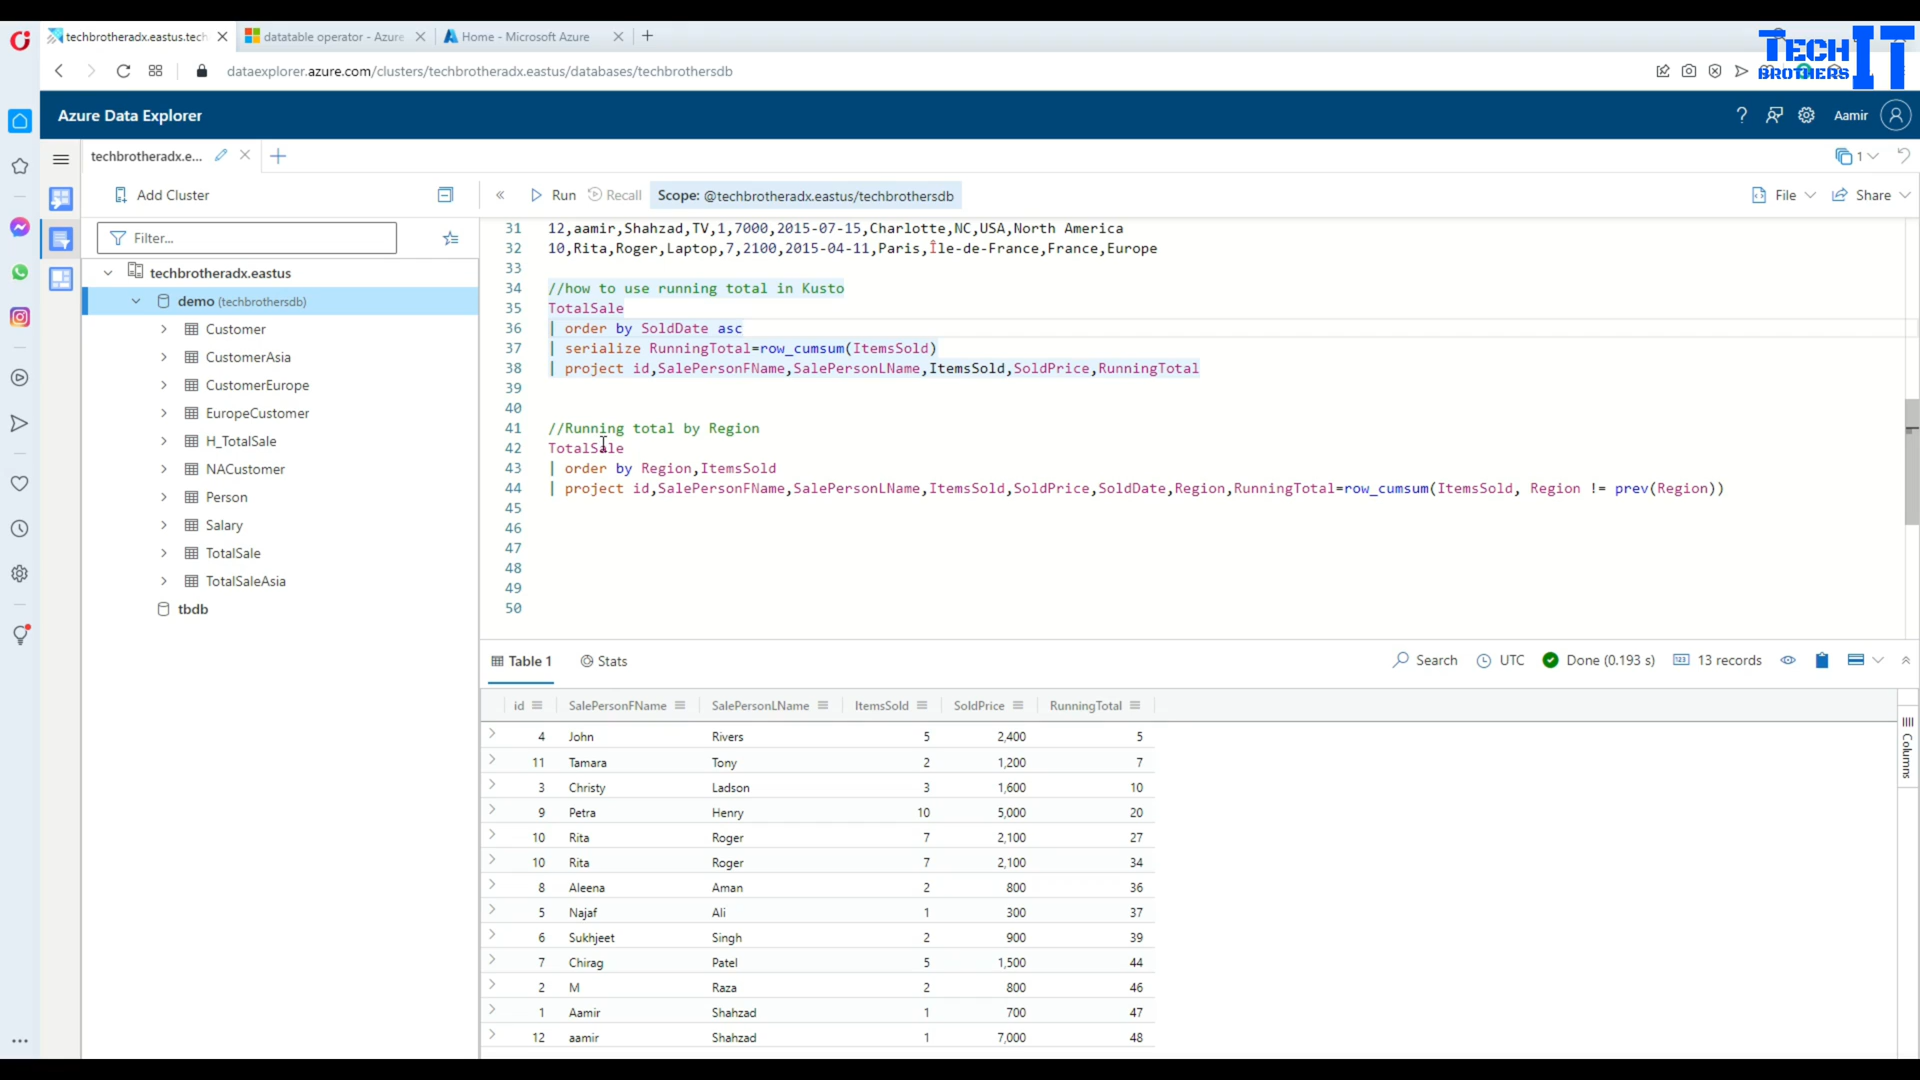 techbrotheradx.eastus.tech
datatable operator - Azure
Home - Microsoft Azure
TECH IT
BROTHERS
dataexplorer.azure.com/clusters/techbrotheradx.eastus/databases/techbrothersdb
Azure Data Explorer
Aamir
techbrotheradx.e...
1
Add Cluster
Run
Recall
Scope: @techbrotheradx.eastus/techbrothersdb
File
Share
Filter...
techbrotheradx.eastus
demo (techbrothersdb)
Customer
CustomerAsia
CustomerEurope
EuropeCustomer
H_TotalSale
NACustomer
Person
Salary
TotalSale
TotalSaleAsia
tbdb
31 12,aamir,Shahzad,TV,1,7000,2015-07-15,Charlotte,NC,USA,North America
32 10,Rita,Roger,Laptop,7,2100,2015-04-11,Paris,Île-de-France,France,Europe
33
34 //how to use running total in Kusto
35 TotalSale
36 | order by SoldDate asc
37 | serialize RunningTotal=row_cumsum(ItemsSold)
38 | project id,SalePersonFName,SalePersonLName,ItemsSold,SoldPrice,RunningTotal
39
40
41 //Running total by Region
42 TotalSale
43 | order by Region,ItemsSold
44 | project id,SalePersonFName,SalePersonLName,ItemsSold,SoldPrice,SoldDate,Region,RunningTotal=row_cumsum(ItemsSold, Region != prev(Region))
45
46
47
48
49
50
Table 1
Stats
Search
UTC
Done (0.193 s)
13 records
id SalePersonFName SalePersonLName ItemsSold SoldPrice RunningTotal
4 John Rivers 5 2,400 5
11 Tamara Tony 2 1,200 7
3 Christy Ladson 3 1,600 10
9 Petra Henry 10 5,000 20
10 Rita Roger 7 2,100 27
10 Rita Roger 7 2,100 34
8 Aleena Aman 2 800 36
5 Najaf Ali 1 300 37
6 Sukhjeet Singh 2 900 39
7 Chirag Patel 5 1,500 44
2 M Raza 2 800 46
1 Aamir Shahzad 1 700 47
12 aamir Shahzad 1 7,000 48
Columns